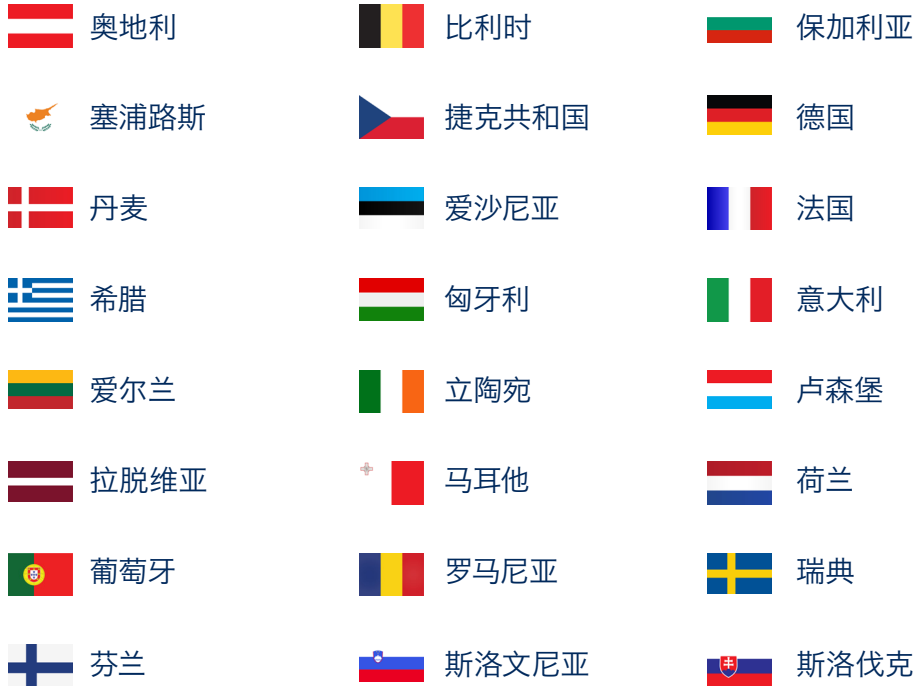 奥地利
比利时
保加利亚
塞浦路斯
捷克共和国
德国
丹麦
爱沙尼亚
法国
希腊
匈牙利
意大利
爱尔兰
立陶宛
卢森堡
拉脱维亚
马耳他
荷兰
葡萄牙
罗马尼亚
瑞典
芬兰
斯洛文尼亚
斯洛伐克